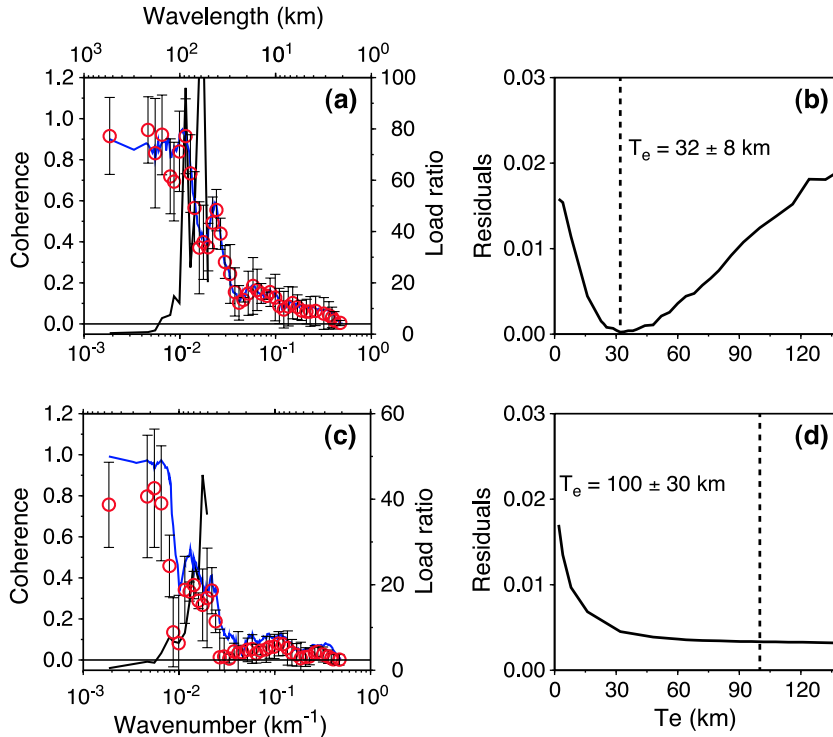 Wavelength (km)
10³ 10² 10¹ 10⁰
1.2 1.0 0.8 0.6 0.4 0.2 0.0
Coherence
(a)
100 80 60 40 20 0
Load ratio
10⁻³ 10⁻² 10⁻¹ 10⁰
0.03 0.02 0.01 0.00
Residuals
(b)
Tₑ = 32 ± 8 km
0 30 60 90 120
1.2 1.0 0.8 0.6 0.4 0.2 0.0
Coherence
(c)
60 40 20 0
Load ratio
10⁻³ 10⁻² 10⁻¹ 10⁰
Wavenumber (km⁻¹)
0.03 0.02 0.01 0.00
Residuals
(d)
Tₑ = 100 ± 30 km
0 30 60 90 120
Te (km)